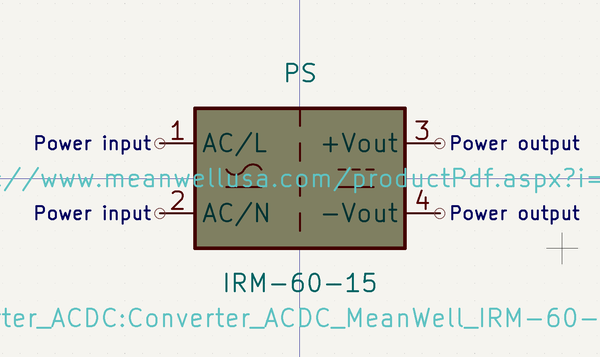 PS
Power input 1 AC/L +Vout 3 Power output
://www.meanwellusa.com/productPdf.aspx?i=
Power input 2 AC/N -Vout 4 Power output
IRM-60-15
ter_ACDC:Converter_ACDC_MeanWell_IRM-60-